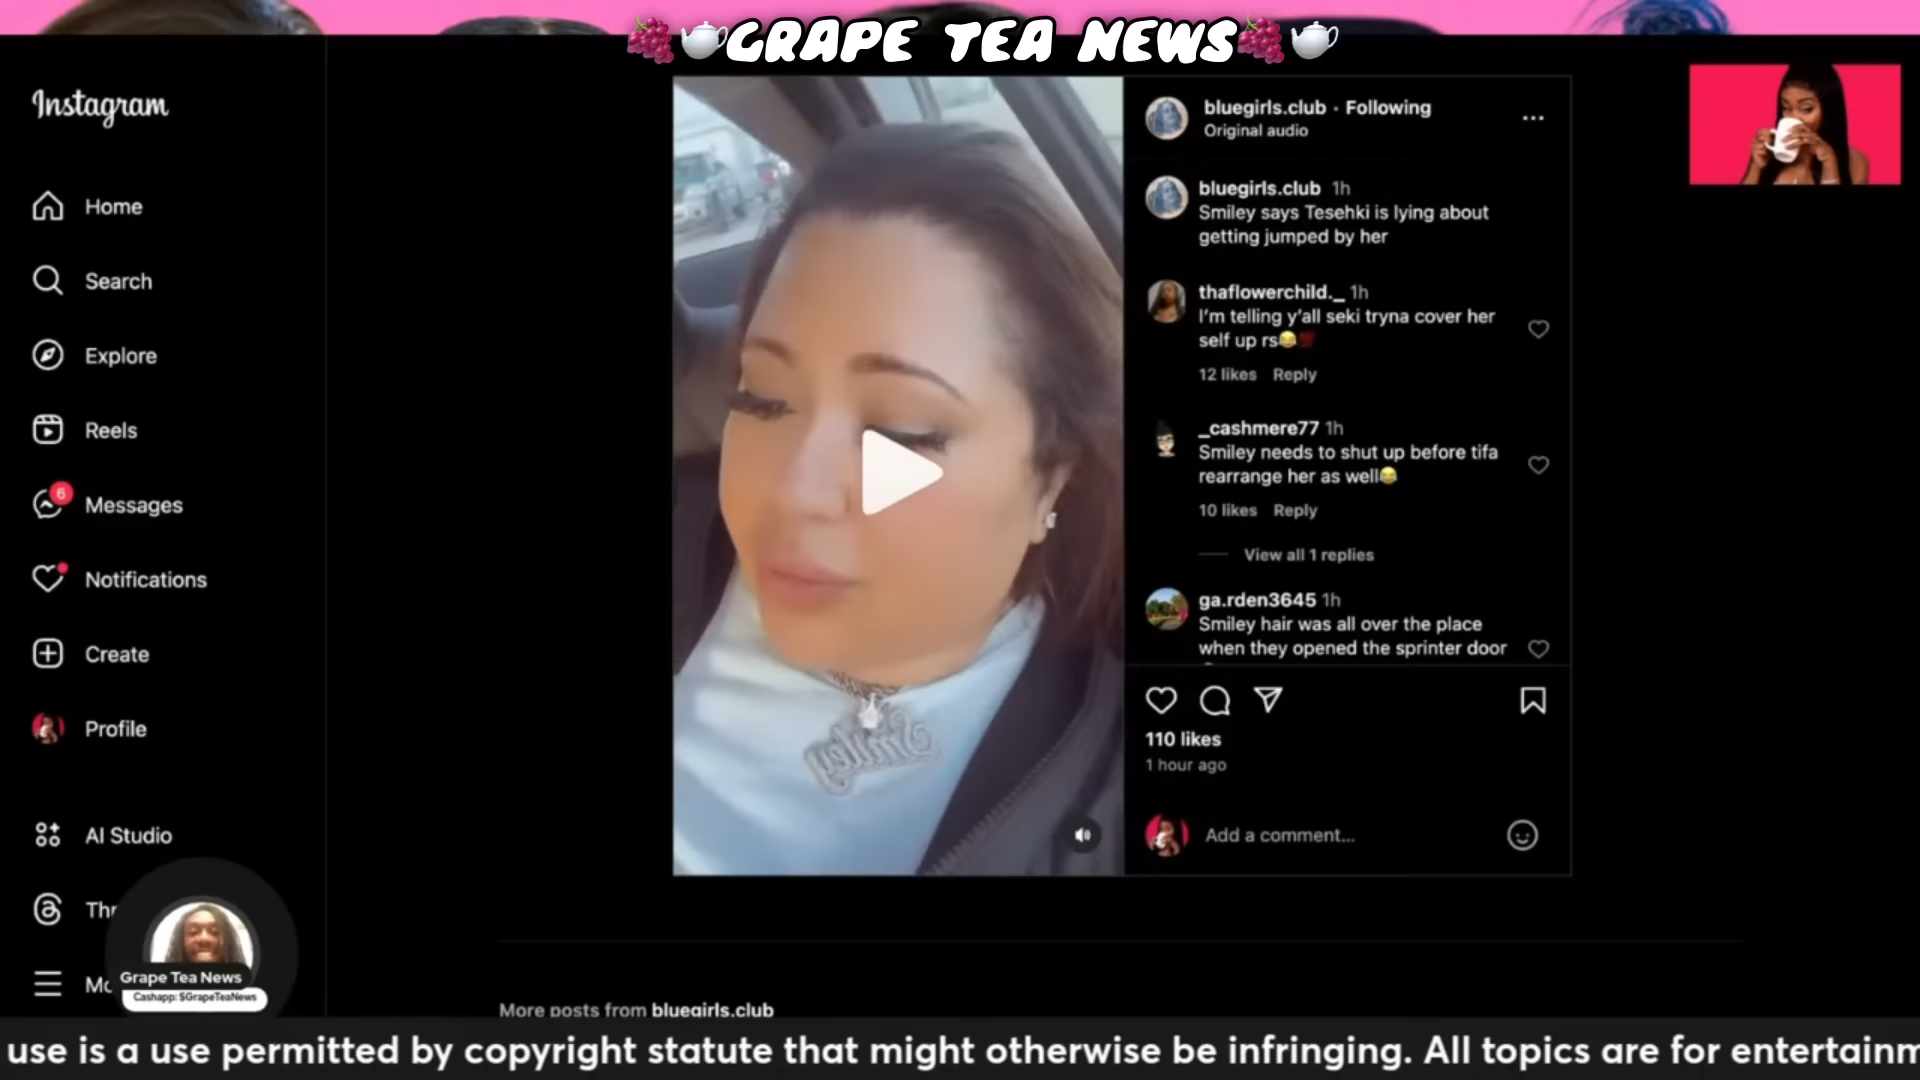 GRAPE TEA NEWS
Instagram
Home
Search
Explore
Reels
6
Messages
Notifications
Create
Profile
AI Studio
Thr
Mo
Grape Tea News
Cashapp: $GrapeTeaNews
Smiley
bluegirls.club · Following
Original audio
bluegirls.club 1h
Smiley says Tesehki is lying about
getting jumped by her
thaflowerchild._ 1h
I'm telling y'all seki tryna cover her
self up rs😂💯
12 likes Reply
_cashmere77 1h
Smiley needs to shut up before tifa
rearrange her as well😂
10 likes Reply
View all 1 replies
ga.rden3645 1h
Smiley hair was all over the place
when they opened the sprinter door
110 likes
1 hour ago
Add a comment...
More posts from bluegirls.club
use is a use permitted by copyright statute that might otherwise be infringing. All topics are for entertainm